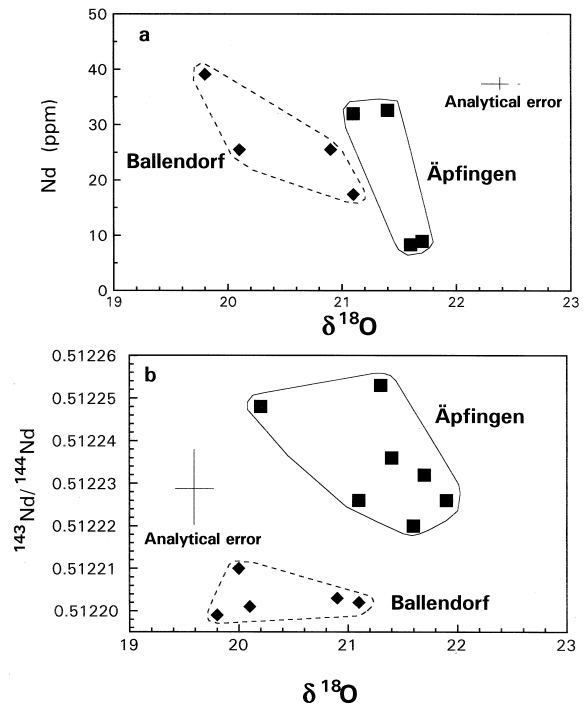 50
a
40
Analytical error
30
Nd (ppm)
Ballendorf
Äpfingen
20
10
0
19 20 21 22 23
δ18O
0.51226
b
0.51225
Äpfingen
0.51224
143Nd/ 144Nd
0.51223
0.51222
Analytical error
0.51221
Ballendorf
0.51220
19 20 21 22 23
δ 18O